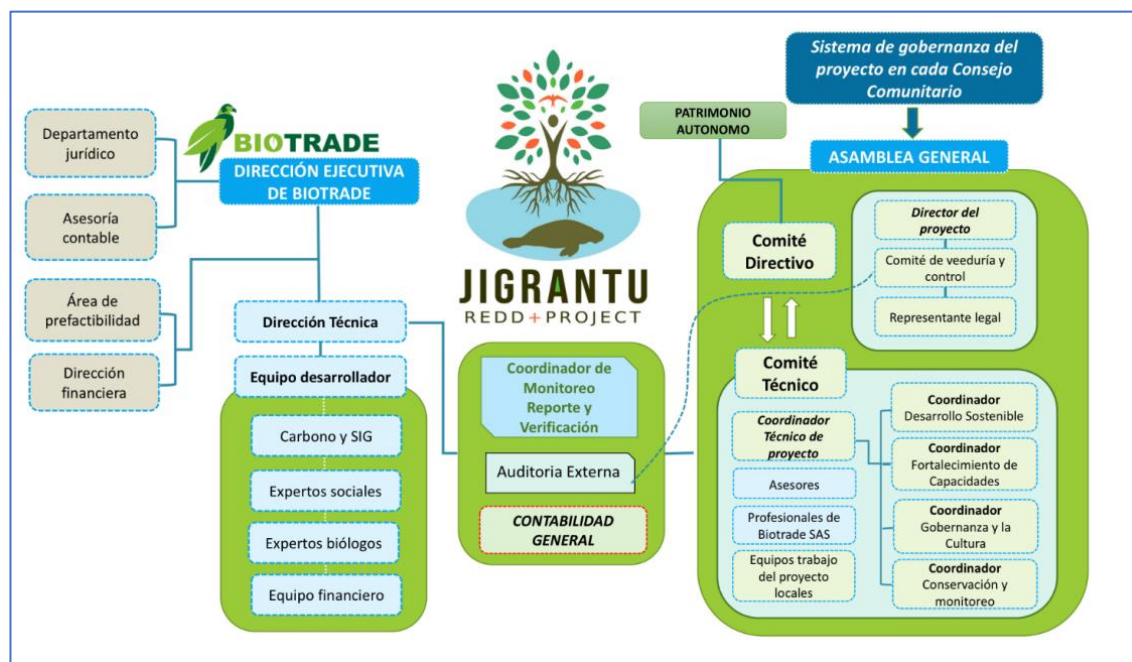 Departamento
jurídico
Asesoría
contable
Área de
prefactibilidad
Dirección
financiera
BIOTRADE
DIRECCIÓN EJECUTIVA
DE BIOTRADE
Dirección Técnica
Equipo desarrollador
Carbono y SIG
Expertos sociales
Expertos biólogos
Equipo financiero
JIGRANTU
REDD+PROJECT
Coordinador de
Monitoreo
Reporte y
Verificación
Auditoria Externa
CONTABILIDAD
GENERAL
Sistema de gobernanza del
proyecto en cada Consejo
Comunitario
PATRIMONIO
AUTONOMO
ASAMBLEA GENERAL
Comité
Directivo
Director del
proyecto
Comité de veeduría y
control
Representante legal
Comité
Técnico
Coordinador
Técnico de
proyecto
Asesores
Profesionales de
Biotrade SAS
Equipos trabajo
del proyecto
locales
Coordinador
Desarrollo Sostenible
Coordinador
Fortalecimiento de
Capacidades
Coordinador
Gobernanza y la
Cultura
Coordinador
Conservación y
monitoreo